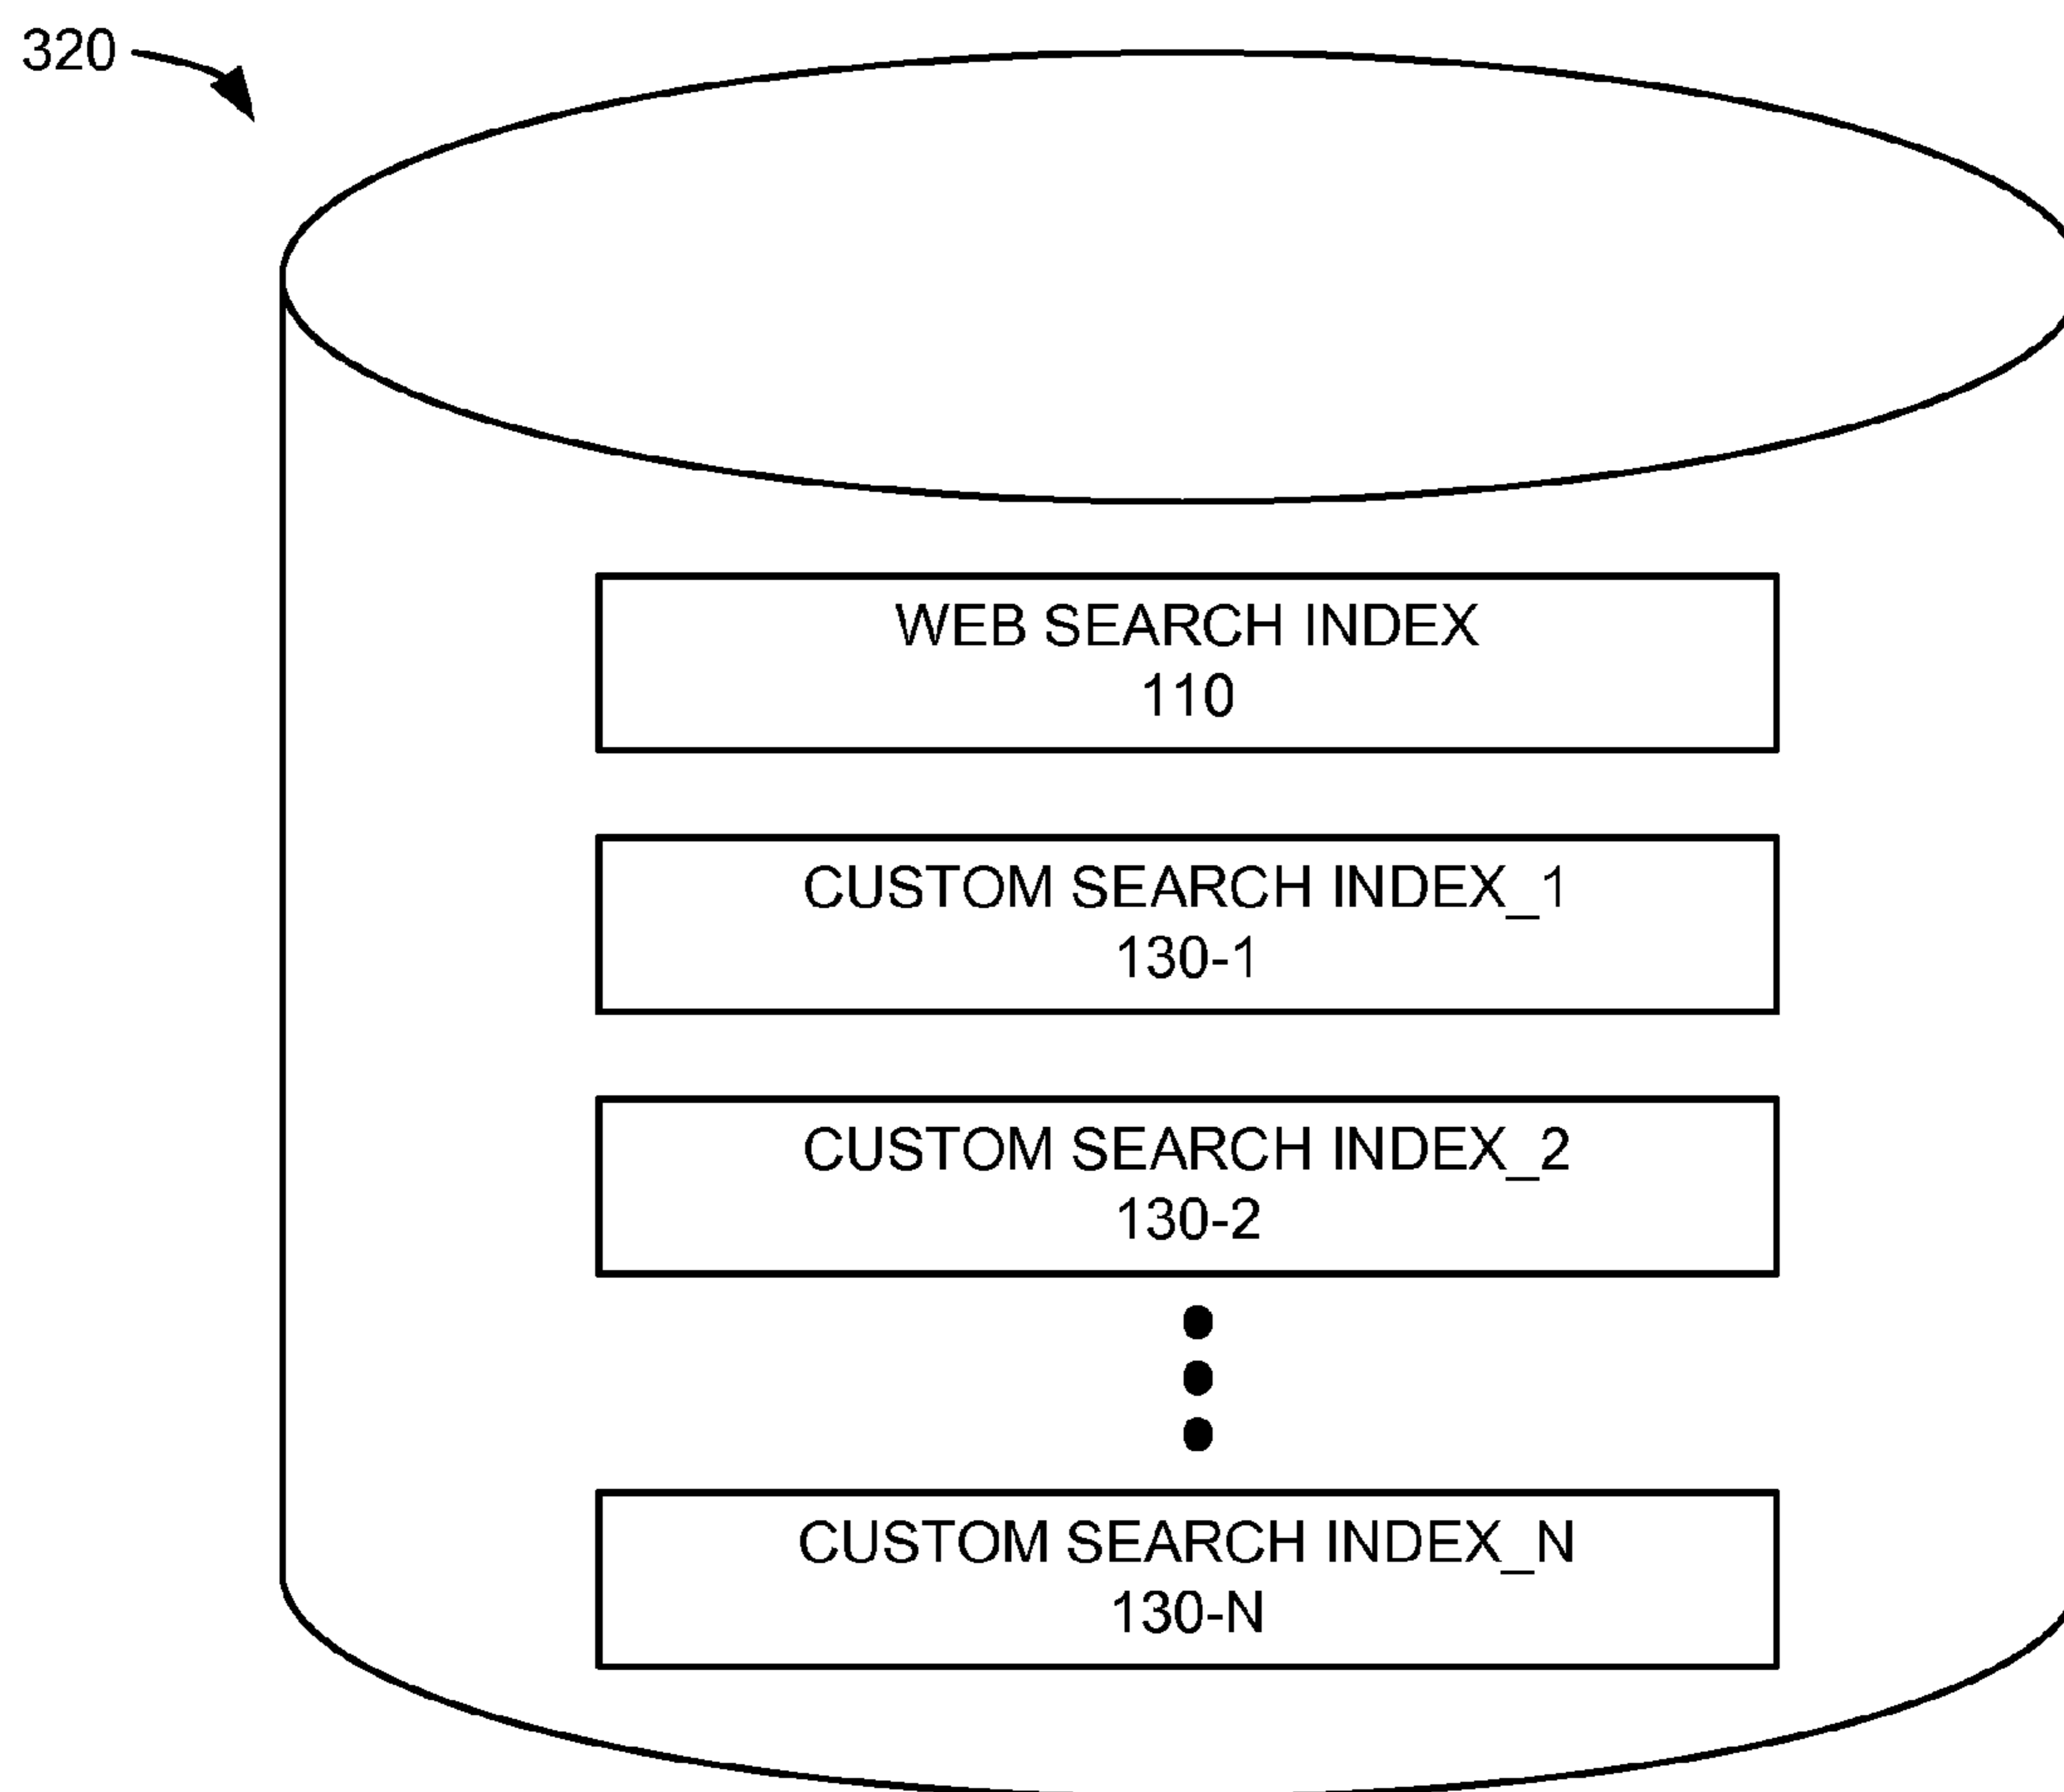 320
WEB SEARCH INDEX
110
CUSTOM SEARCH INDEX_1
130-1
CUSTOM SEARCH INDEX_2
130-2
CUSTOM SEARCH INDEX_N
130-N